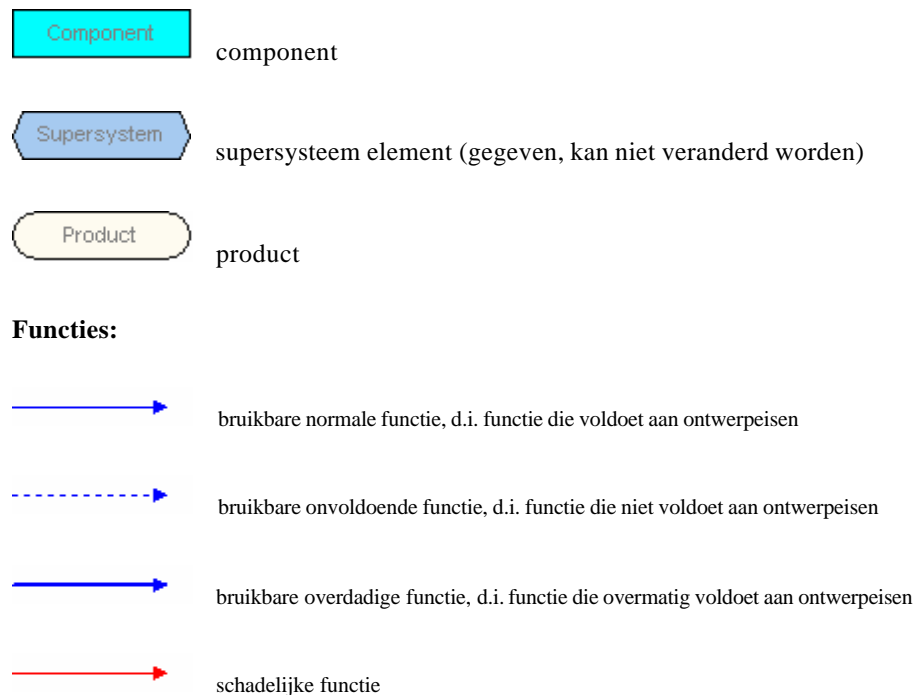 Component
component
Supersystem
supersysteem element (gegeven, kan niet veranderd worden)
Product
product
Functies:
bruikbare normale functie, d.i. functie die voldoet aan ontwerpeisen
bruikbare onvoldoende functie, d.i. functie die niet voldoet aan ontwerpeisen
bruikbare overdadige functie, d.i. functie die overmatig voldoet aan ontwerpeisen
schadelijke functie